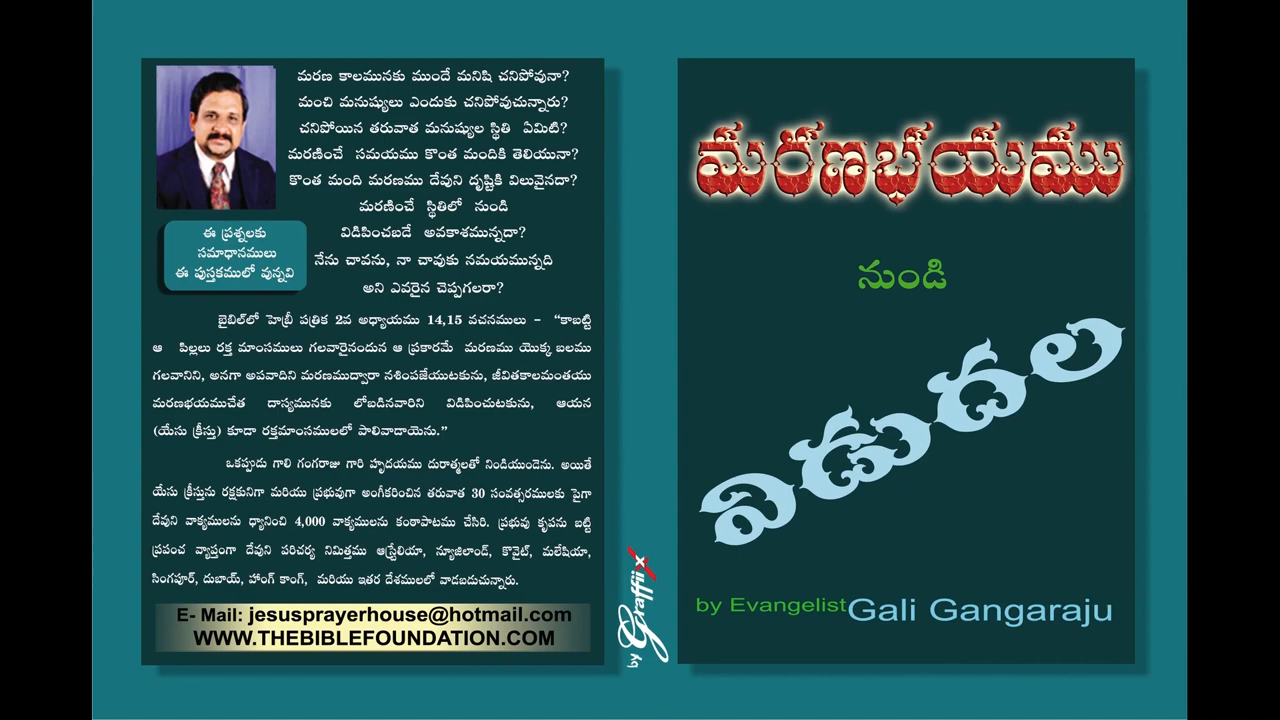 మరణ కాలమునకు ముందే మనిషి చనిపోవునా?
మంచి మనుష్యులు ఎందుకు చనిపోవుచున్నారు?
చనిపోయిన తరువాత మనుష్యుల స్థితి ఏమిటి?
మరణించే సమయము కొంత మందికి తెలియునా?
కొంత మంది మరణము దేవుని దృష్టికి విలువైనదా?
మరణించే స్థితిలో నుండి
విడిపించబడే అవకాశమున్నదా?
నేను చావను, నా చావుకు సమయమున్నది
అని ఎవరైన చెప్పగలరా?
ఈ ప్రశ్నలకు
సమాధానములు
ఈ పుస్తకములో వున్నవి
బైబిల్‌లో హెబ్రీ పత్రిక 2వ అధ్యాయము 14,15 వచనములు - "కాబట్టి
ఆ పిల్లలు రక్త మాంసములు గలవారైనందున ఆ ప్రకారమే మరణము యొక్క బలము
గలవానిని, అనగా అపవాదిని మరణముద్వారా నశింపజేయుటకును, జీవితకాలమంతయు
మరణభయముచేత దాస్యమునకు లోబడినవారిని విడిపించుటకును, ఆయన
(యేసు క్రీస్తు) కూడా రక్తమాంసములలో పాలివాడాయెను."
ఒకప్పుడు గాలి గంగరాజు గారి హృదయము దురాత్మలతో నిండియుండెను. అయితే
యేసు క్రీస్తును రక్షకునిగా మరియు ప్రభువుగా అంగీకరించిన తరువాత 30 సంవత్సరములకు పైగా
దేవుని వాక్యములను ధ్యానించి 4,000 వాక్యములను కంఠాపాటము చేసిరి. ప్రభువు కృపను బట్టి
ప్రపంచ వ్యాప్తంగా దేవుని పరిచర్య నిమిత్తము ఆస్ట్రేలియా, న్యూజిలాండ్, కొవైట్, మలేషియా,
సింగపూర్, దుబాయ్, హాంగ్ కాంగ్, మరియు ఇతర దేశములలో వాడబడుచున్నారు.
E- Mail: jesusprayerhouse@hotmail.com
WWW.THEBIBLEFOUNDATION.COM
by Graffiix
మరణభయము
నుండి
విడుదల
by Evangelist Gali Gangaraju